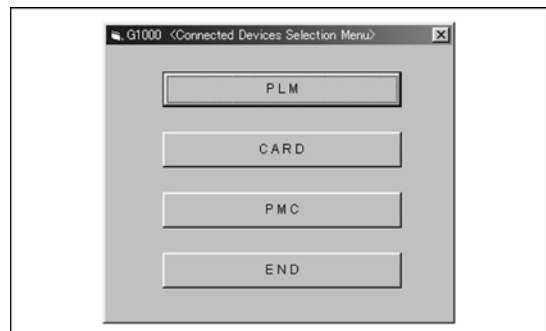 G1000 <Connected Devices Selection Menu>
PLM
CARD
PMC
END